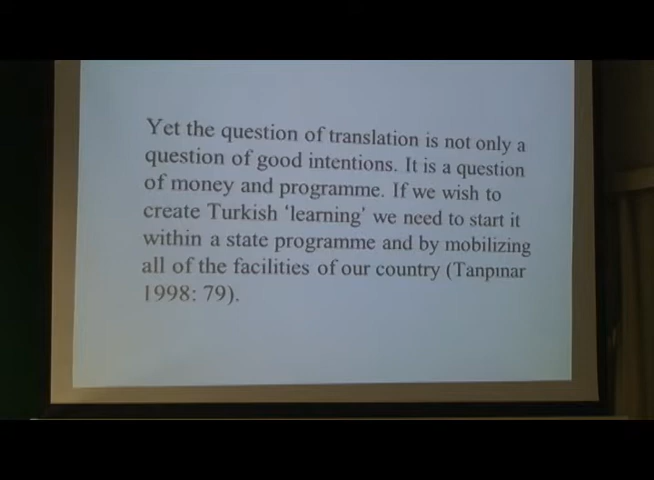 Yet the question of translation is not only a
question of good intentions. It is a question
of money and programme. If we wish to
create Turkish ‘learning’ we need to start it
within a state programme and by mobilizing
all of the facilities of our country (Tanpınar
1998: 79).